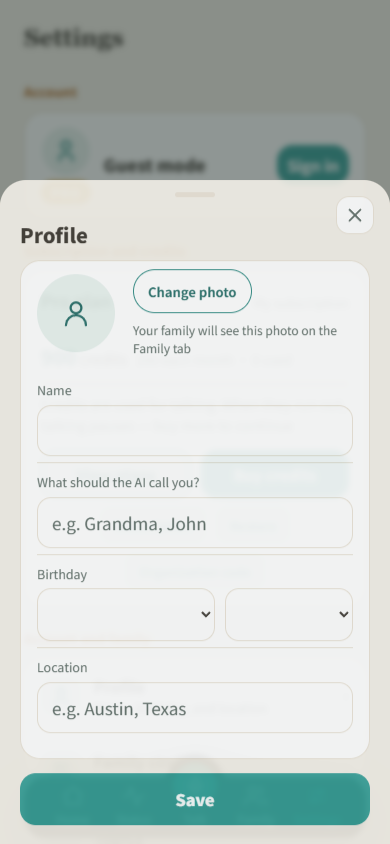 Settings
Account
Guest mode
Sign in
Profile
Change photo
Your family will see this photo on the
Family tab
Name
What should the AI call you?
e.g. Grandma, John
Birthday
Location
e.g. Austin, Texas
Save